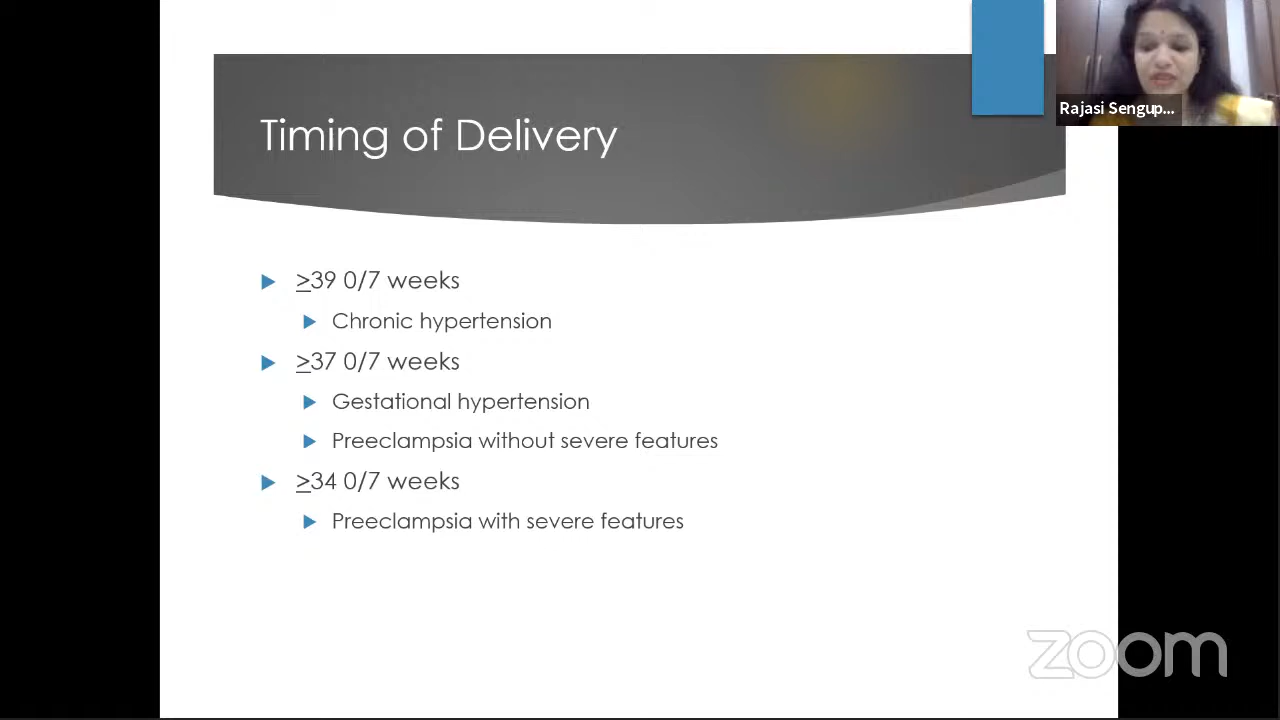 Timing of Delivery
Rajasi Sengup...
≥39 0/7 weeks
Chronic hypertension
≥37 0/7 weeks
Gestational hypertension
Preeclampsia without severe features
≥34 0/7 weeks
Preeclampsia with severe features
zoom